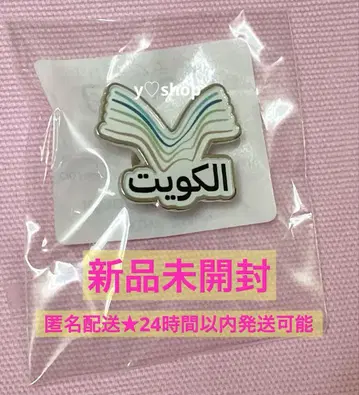 y♡shop
الكويت
新品未開封
匿名配送★24時間以内発送可能